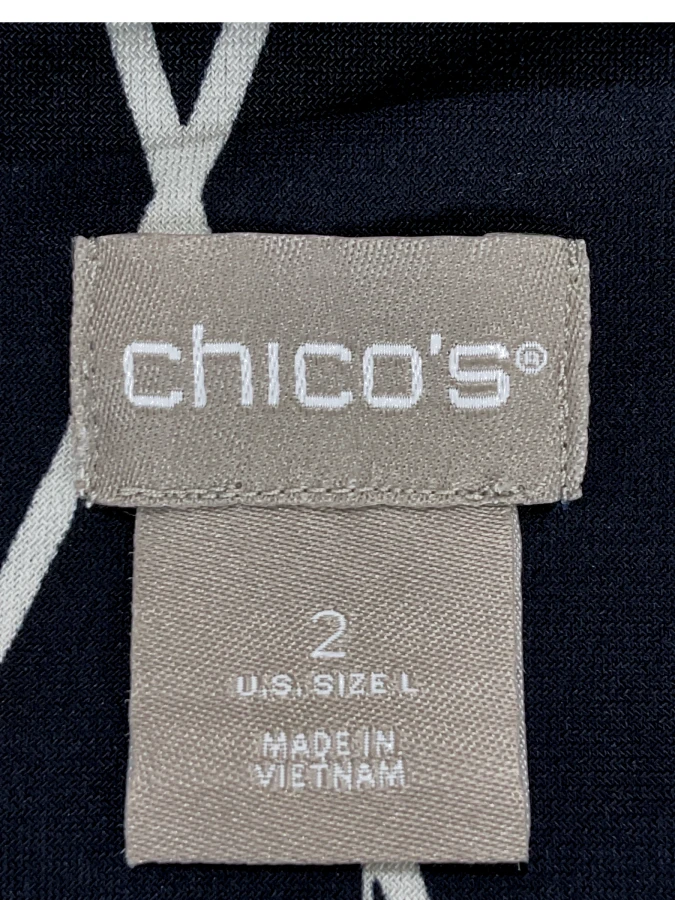 chico's®
2
U.S. SIZE L
MADE IN
VIETNAM